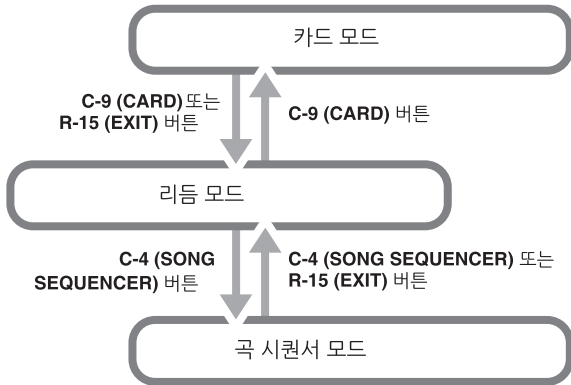 카드 모드
C-9 (CARD) 또는
R-15 (EXIT) 버튼
C-9 (CARD) 버튼
리듬 모드
C-4 (SONG
SEQUENCER) 버튼
C-4 (SONG SEQUENCER) 또는
R-15 (EXIT) 버튼
곡 시퀀서 모드